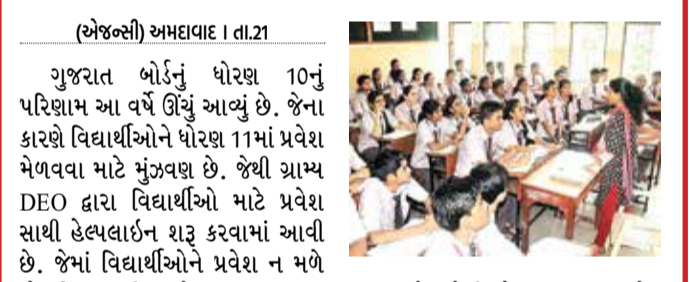 (એજન્સી) અમદાવાદ । તા.21
ગુજરાત બોર્ડનું ધોરણ 10નું
પરિણામ આ વર્ષે ઊંચું આવ્યું છે. જેના
કારણે વિદ્યાર્થીઓને ધોરણ 11માં પ્રવેશ
મેળવવા માટે મુંઝવણ છે. જેથી ગ્રામ્ય
DEO દ્વારા વિદ્યાર્થીઓ માટે પ્રવેશ
સાથી હેલ્પલાઇન શરૂ કરવામાં આવી
છે. જેમાં વિદ્યાર્થીઓને પ્રવેશ ન મળે